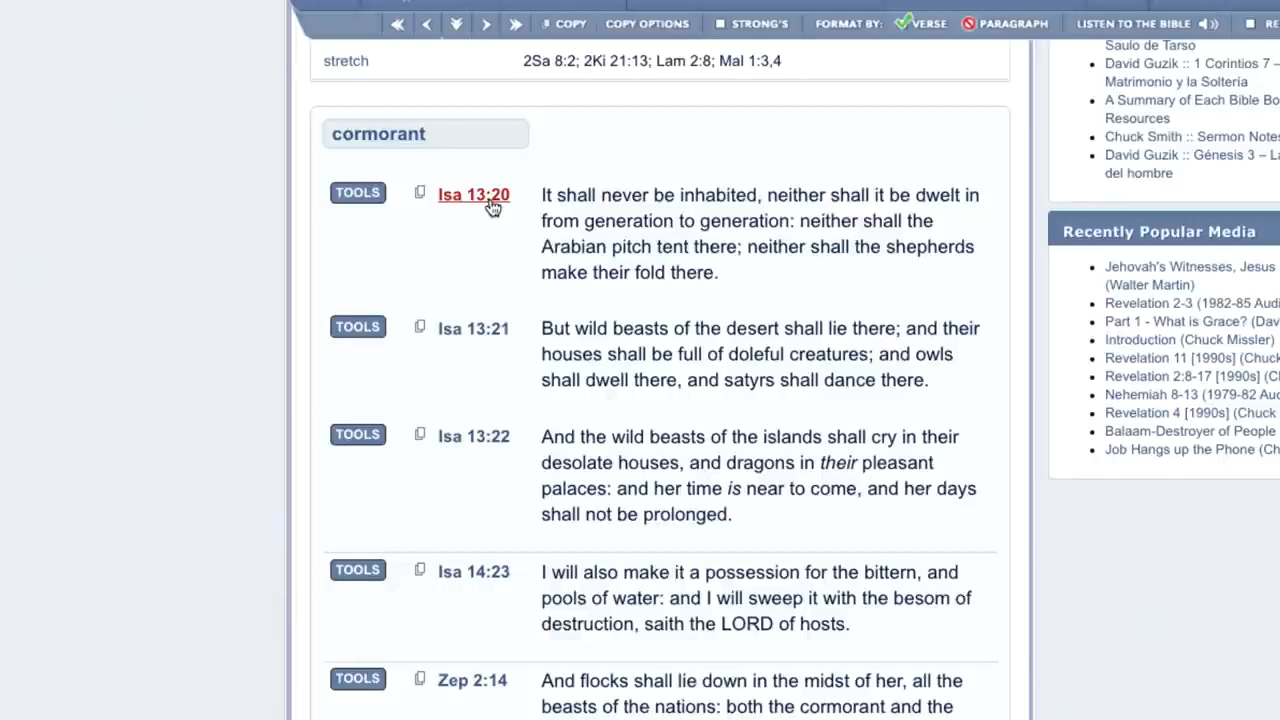 COPY COPY OPTIONS STRONG'S FORMAT BY: VERSE PARAGRAPH LISTEN TO THE BIBLE
stretch 2Sa 8:2; 2Ki 21:13; Lam 2:8; Mal 1:3,4
cormorant
TOOLS Isa 13:20 It shall never be inhabited, neither shall it be dwelt in
from generation to generation: neither shall the
Arabian pitch tent there; neither shall the shepherds
make their fold there.
TOOLS Isa 13:21 But wild beasts of the desert shall lie there; and their
houses shall be full of doleful creatures; and owls
shall dwell there, and satyrs shall dance there.
TOOLS Isa 13:22 And the wild beasts of the islands shall cry in their
desolate houses, and dragons in their pleasant
palaces: and her time is near to come, and her days
shall not be prolonged.
TOOLS Isa 14:23 I will also make it a possession for the bittern, and
pools of water: and I will sweep it with the besom of
destruction, saith the LORD of hosts.
TOOLS Zep 2:14 And flocks shall lie down in the midst of her, all the
beasts of the nations: both the cormorant and the
Saulo de Tarso
David Guzik :: 1 Corintios 7 –
Matrimonio y la Soltería
A Summary of Each Bible Bo
Resources
Chuck Smith :: Sermon Notes
David Guzik :: Génesis 3 – La
del hombre
Recently Popular Media
Jehovah's Witnesses, Jesus
(Walter Martin)
Revelation 2-3 (1982-85 Audi
Part 1 - What is Grace? (Dav
Introduction (Chuck Missler)
Revelation 11 [1990s] (Chuck
Revelation 2:8-17 [1990s] (C
Nehemiah 8-13 (1979-82 Aud
Revelation 4 [1990s] (Chuck
Balaam-Destroyer of People
Job Hangs up the Phone (Ch